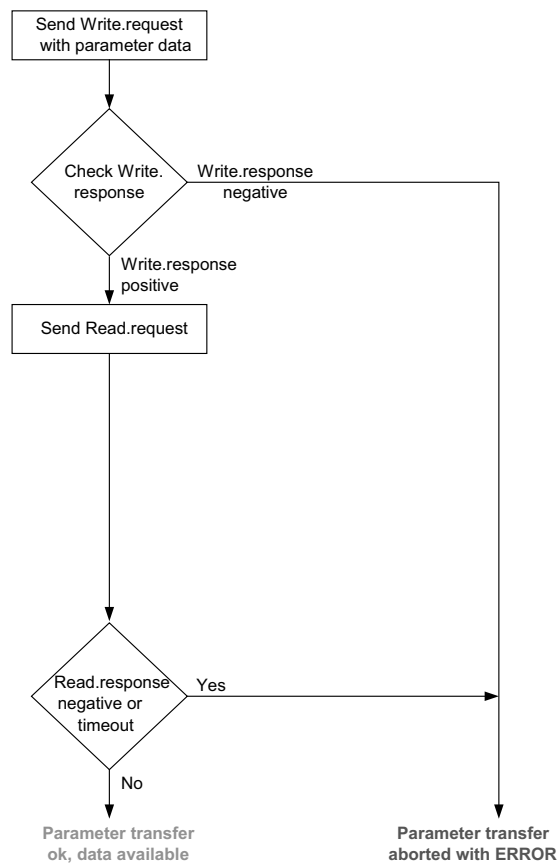 Send Write.request
with parameter data
Check Write.
response
Write.response
negative
Write.response
positive
Send Read.request
Read.response
negative or
timeout
Yes
No
Parameter transfer
ok, data available
Parameter transfer
aborted with ERROR